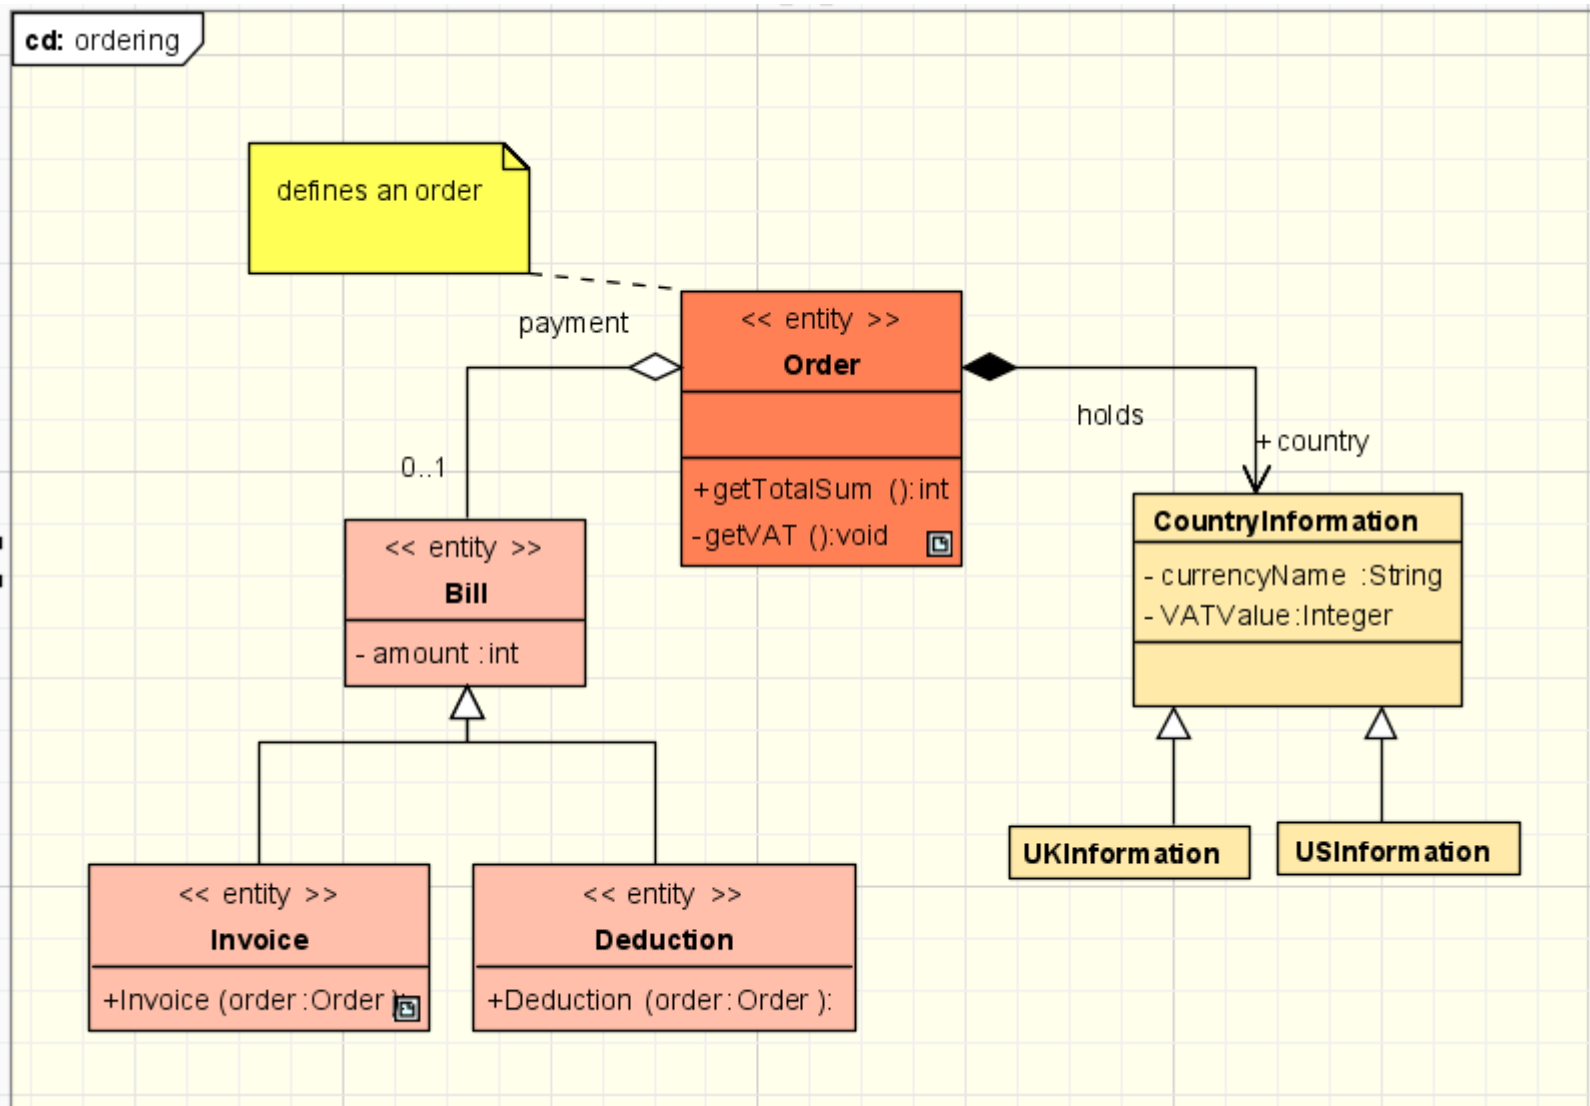 cd: ordering
defines an order
payment
<< entity >>
Order
+getTotalSum ():int
-getVAT ():void
holds
+ country
0..1
<< entity >>
Bill
- amount :int
CountryInformation
- currencyName :String
- VATValue:Integer
UKInformation
USInformation
<< entity >>
Invoice
+Invoice (order:Order ):
<< entity >>
Deduction
+Deduction (order:Order ):